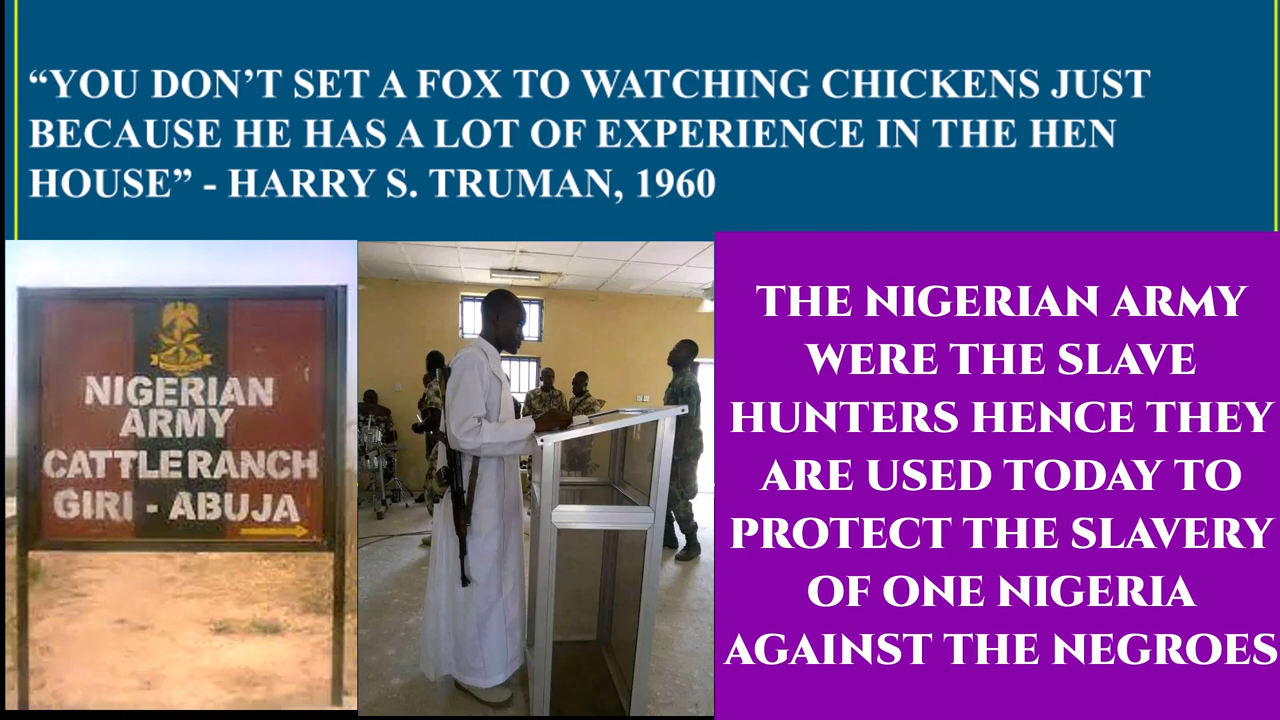 “YOU DON’T SET A FOX TO WATCHING CHICKENS JUST
BECAUSE HE HAS A LOT OF EXPERIENCE IN THE HEN
HOUSE” - HARRY S. TRUMAN, 1960
NIGERIAN
ARMY
CATTLE RANCH
GIRI - ABUJA
THE NIGERIAN ARMY
WERE THE SLAVE
HUNTERS HENCE THEY
ARE USED TODAY TO
PROTECT THE SLAVERY
OF ONE NIGERIA
AGAINST THE NEGROES